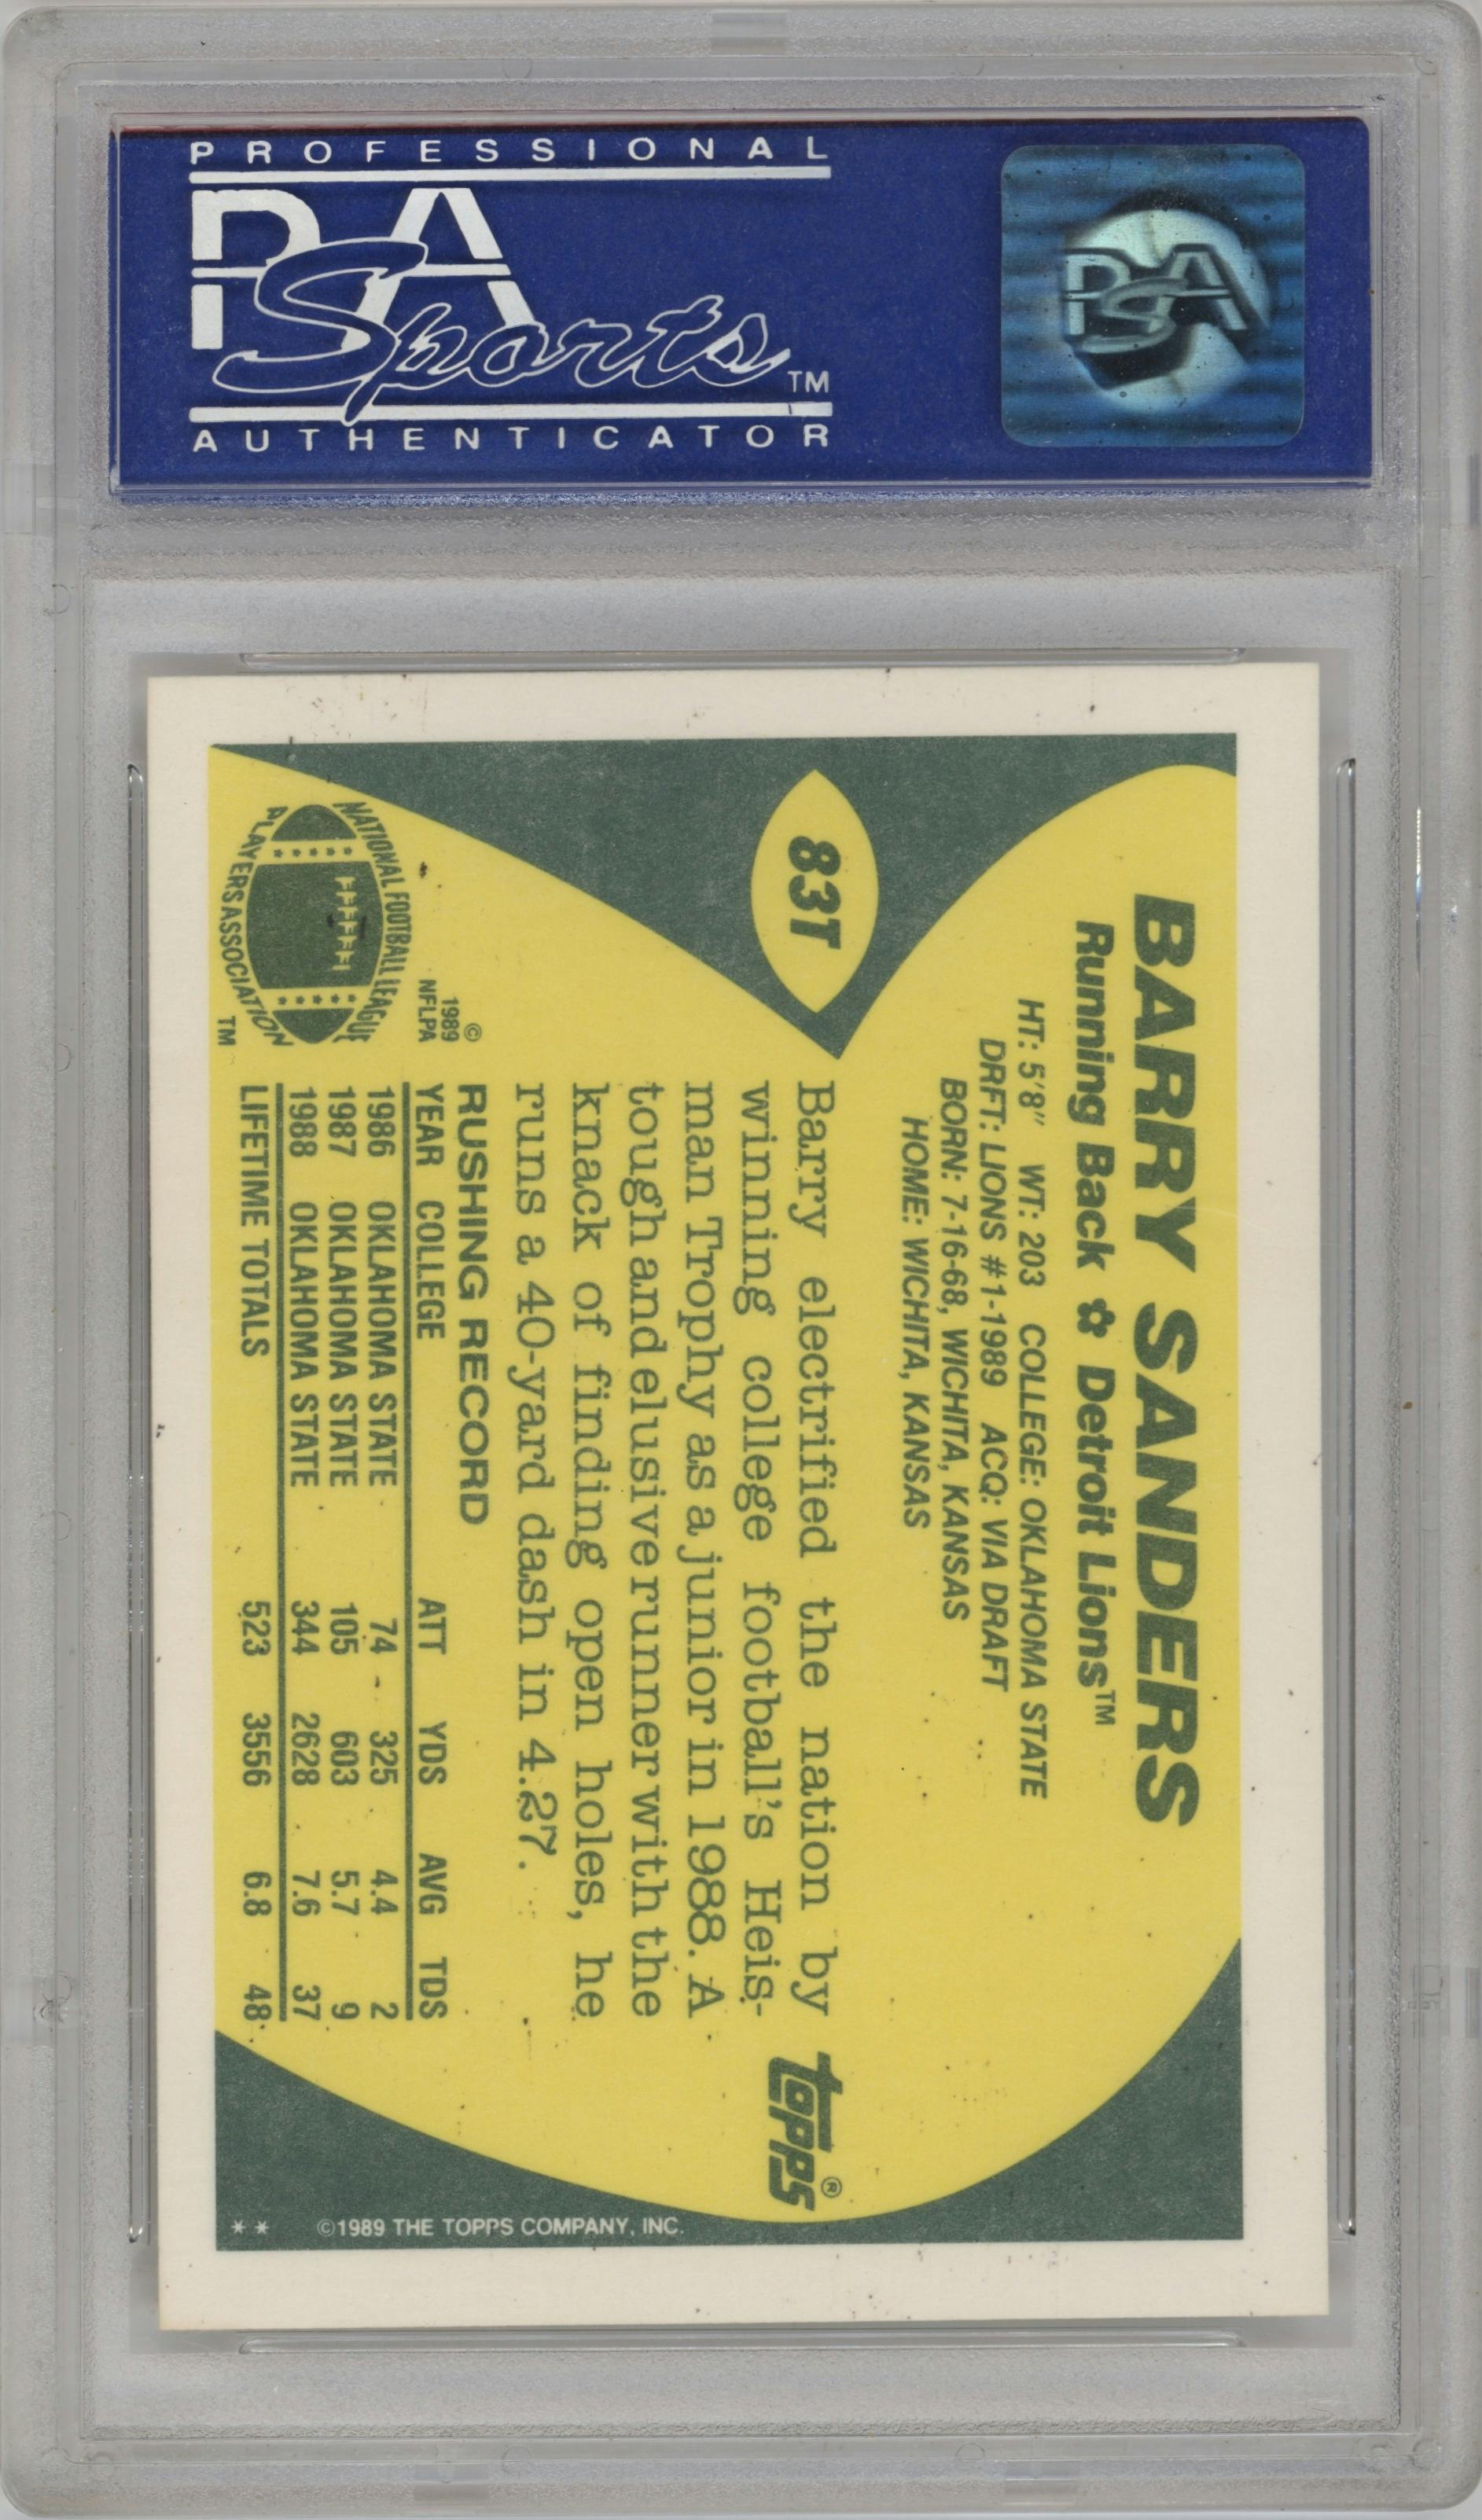 PROFESSIONAL
PSA
Sports™
AUTHENTICATOR
PSA
83T
BARRY SANDERS
Running Back ✿ Detroit Lions™
HT: 5'8" WT: 203 COLLEGE: OKLAHOMA STATE
DRFT: LIONS #1-1989 ACQ: VIA DRAFT
BORN: 7-16-68, WICHITA, KANSAS
HOME: WICHITA, KANSAS
Barry electrified the nation by
winning college football's Heis-
man Trophy as a junior in 1988. A
tough and elusive runner with the
knack of finding open holes, he
runs a 40-yard dash in 4.27.
topps®
RUSHING RECORD
YEAR COLLEGE ATT YDS AVG TDS
1986 OKLAHOMA STATE 74 325 4.4 2
1987 OKLAHOMA STATE 105 603 5.7 9
1988 OKLAHOMA STATE 344 2628 7.6 37
LIFETIME TOTALS 523 3556 6.8 48
©
1989
NFLPA
NATIONAL FOOTBALL LEAGUE
PLAYERS ASSOCIATION TM
** ©1989 THE TOPPS COMPANY, INC.